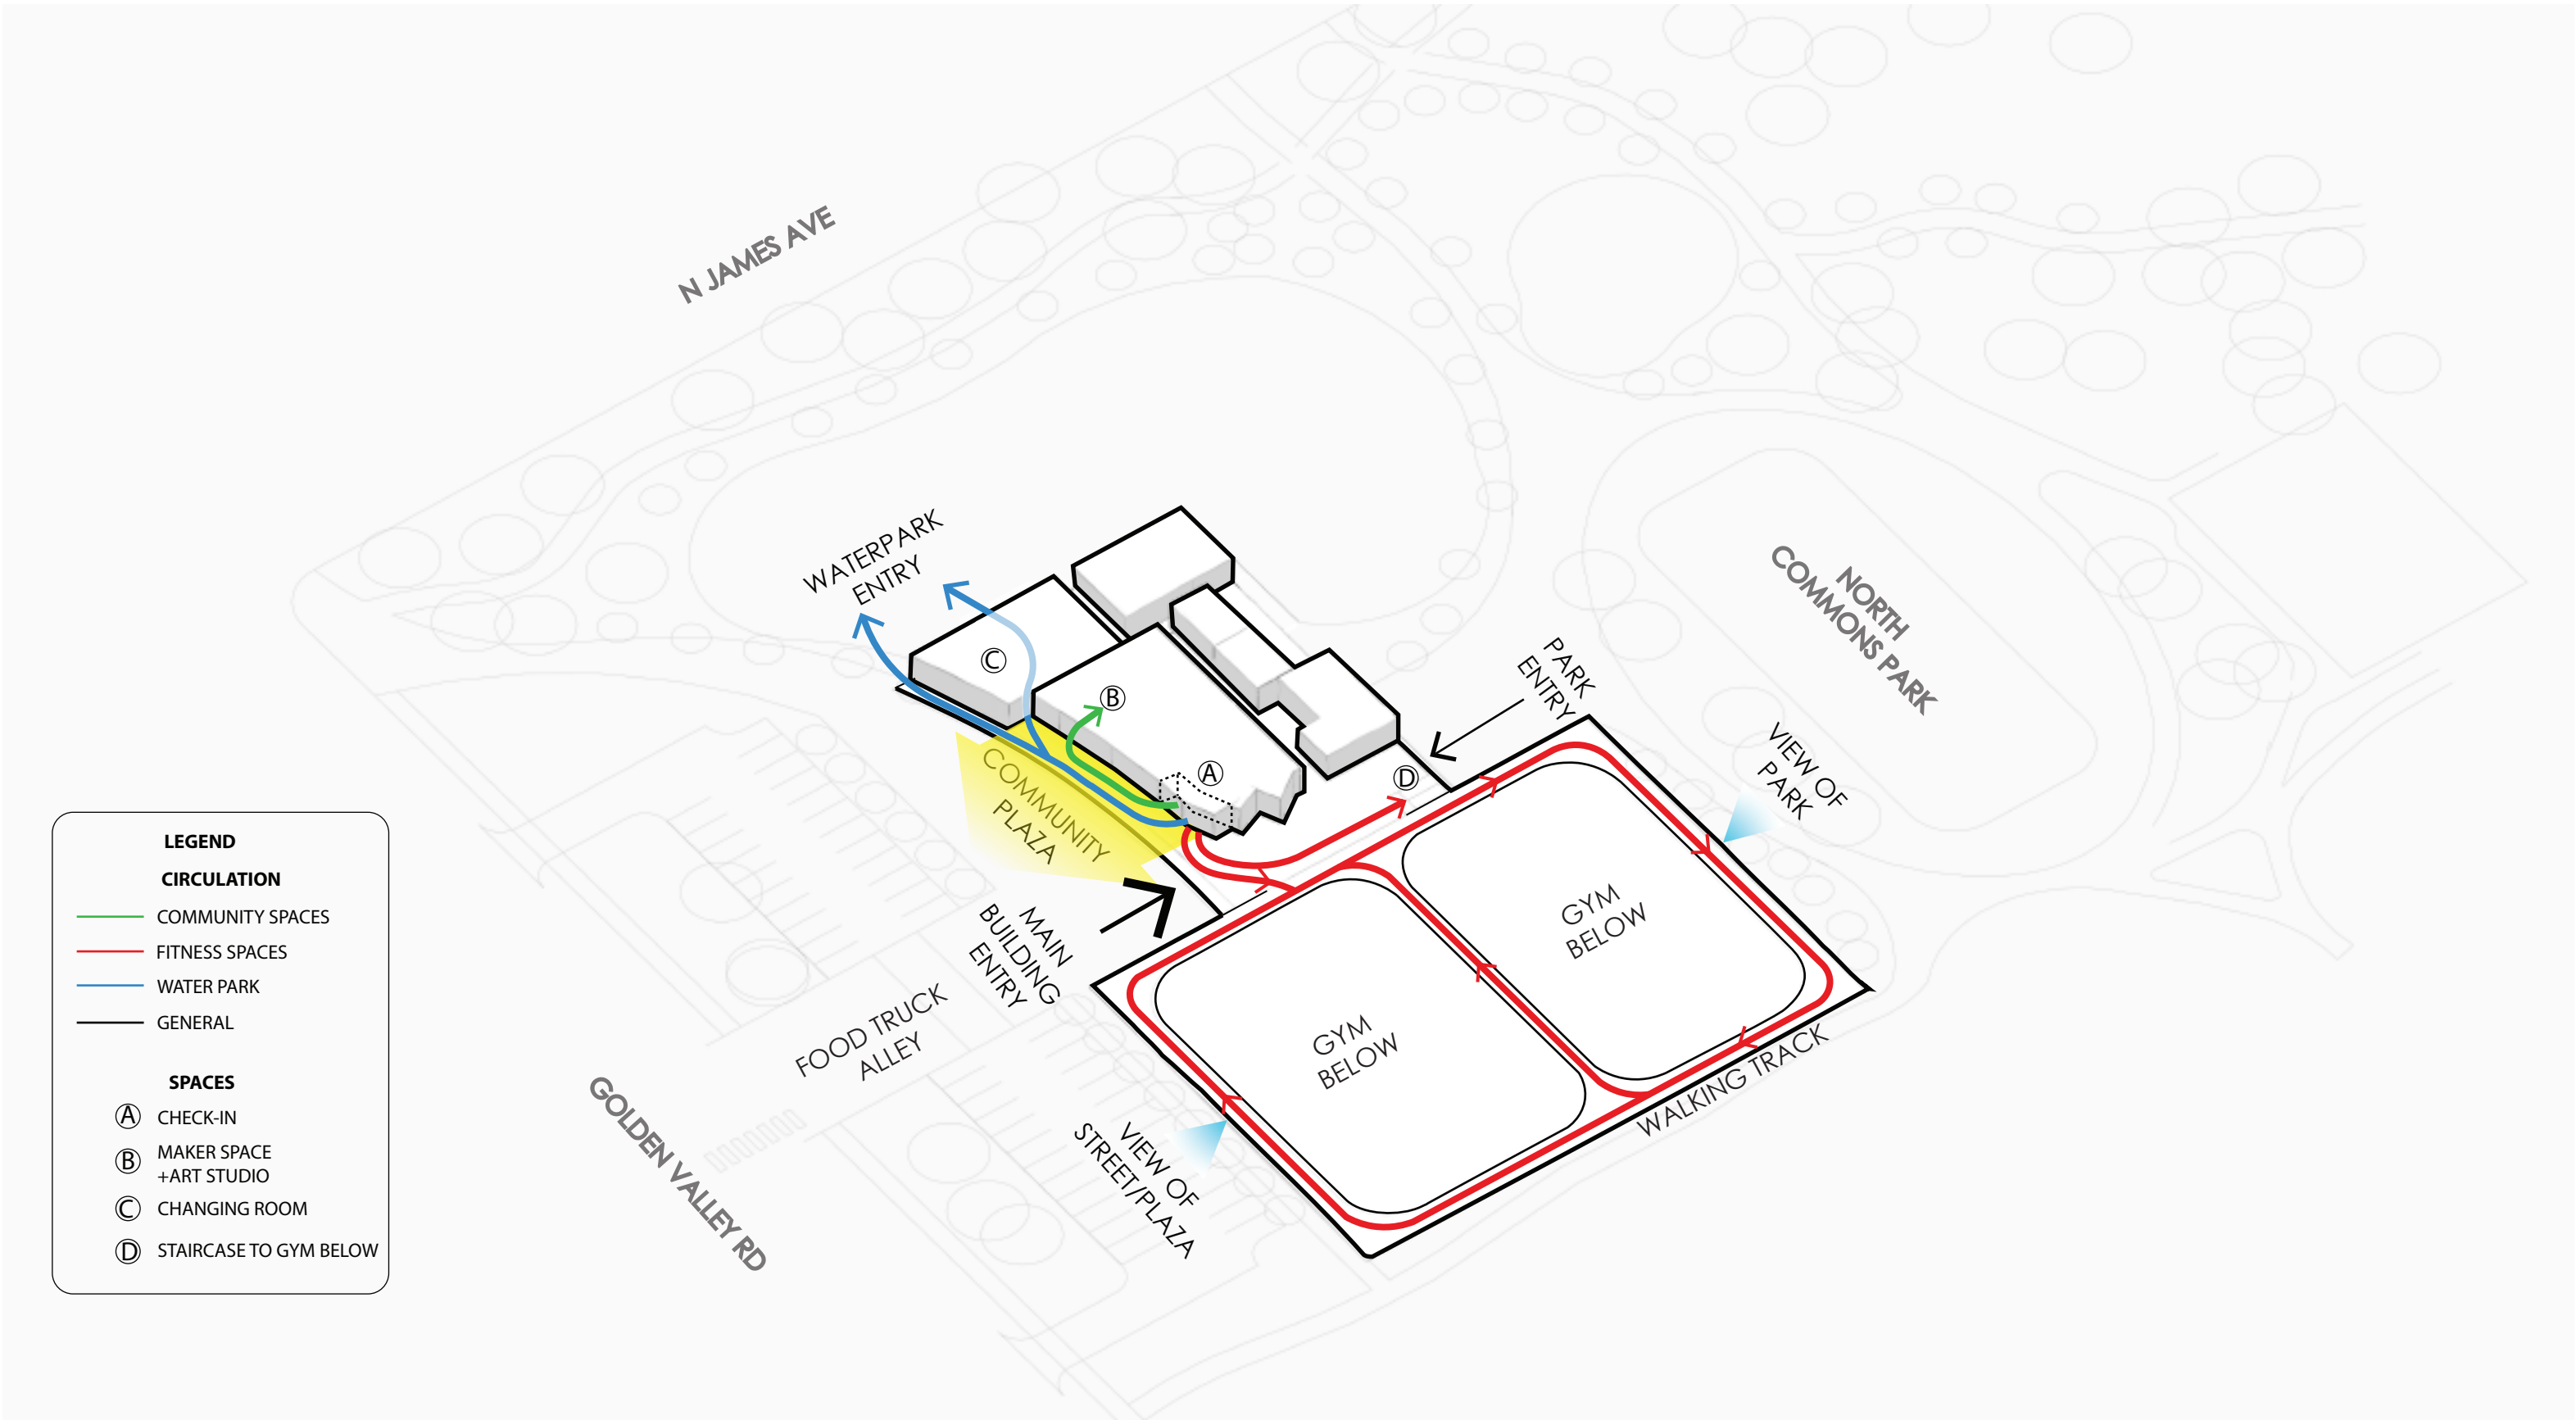 N JAMES AVE
WATERPARK
ENTRY
NORTH
COMMONS PARK
PARK
ENTRY
VIEW OF
PARK
C
B
A
D
COMMUNITY
PLAZA
MAIN
BUILDING
ENTRY
GYM
BELOW
GYM
BELOW
WALKING TRACK
FOOD TRUCK
ALLEY
VIEW OF
STREET/PLAZA
GOLDEN VALLEY RD
LEGEND
CIRCULATION
COMMUNITY SPACES
FITNESS SPACES
WATER PARK
GENERAL
SPACES
A CHECK-IN
B MAKER SPACE
+ART STUDIO
C CHANGING ROOM
D STAIRCASE TO GYM BELOW